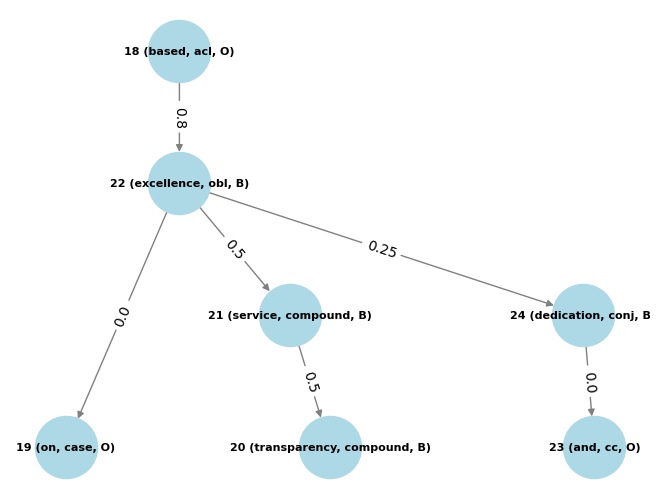 18 (based, acl, O)
0.8
22 (excellence, obl, B)
0.5
0.25
0.0
21 (service, compound, B)
24 (dedication, conj, B
0.5
0.0
19 (on, case, O)
20 (transparency, compound, B)
23 (and, cc, O)